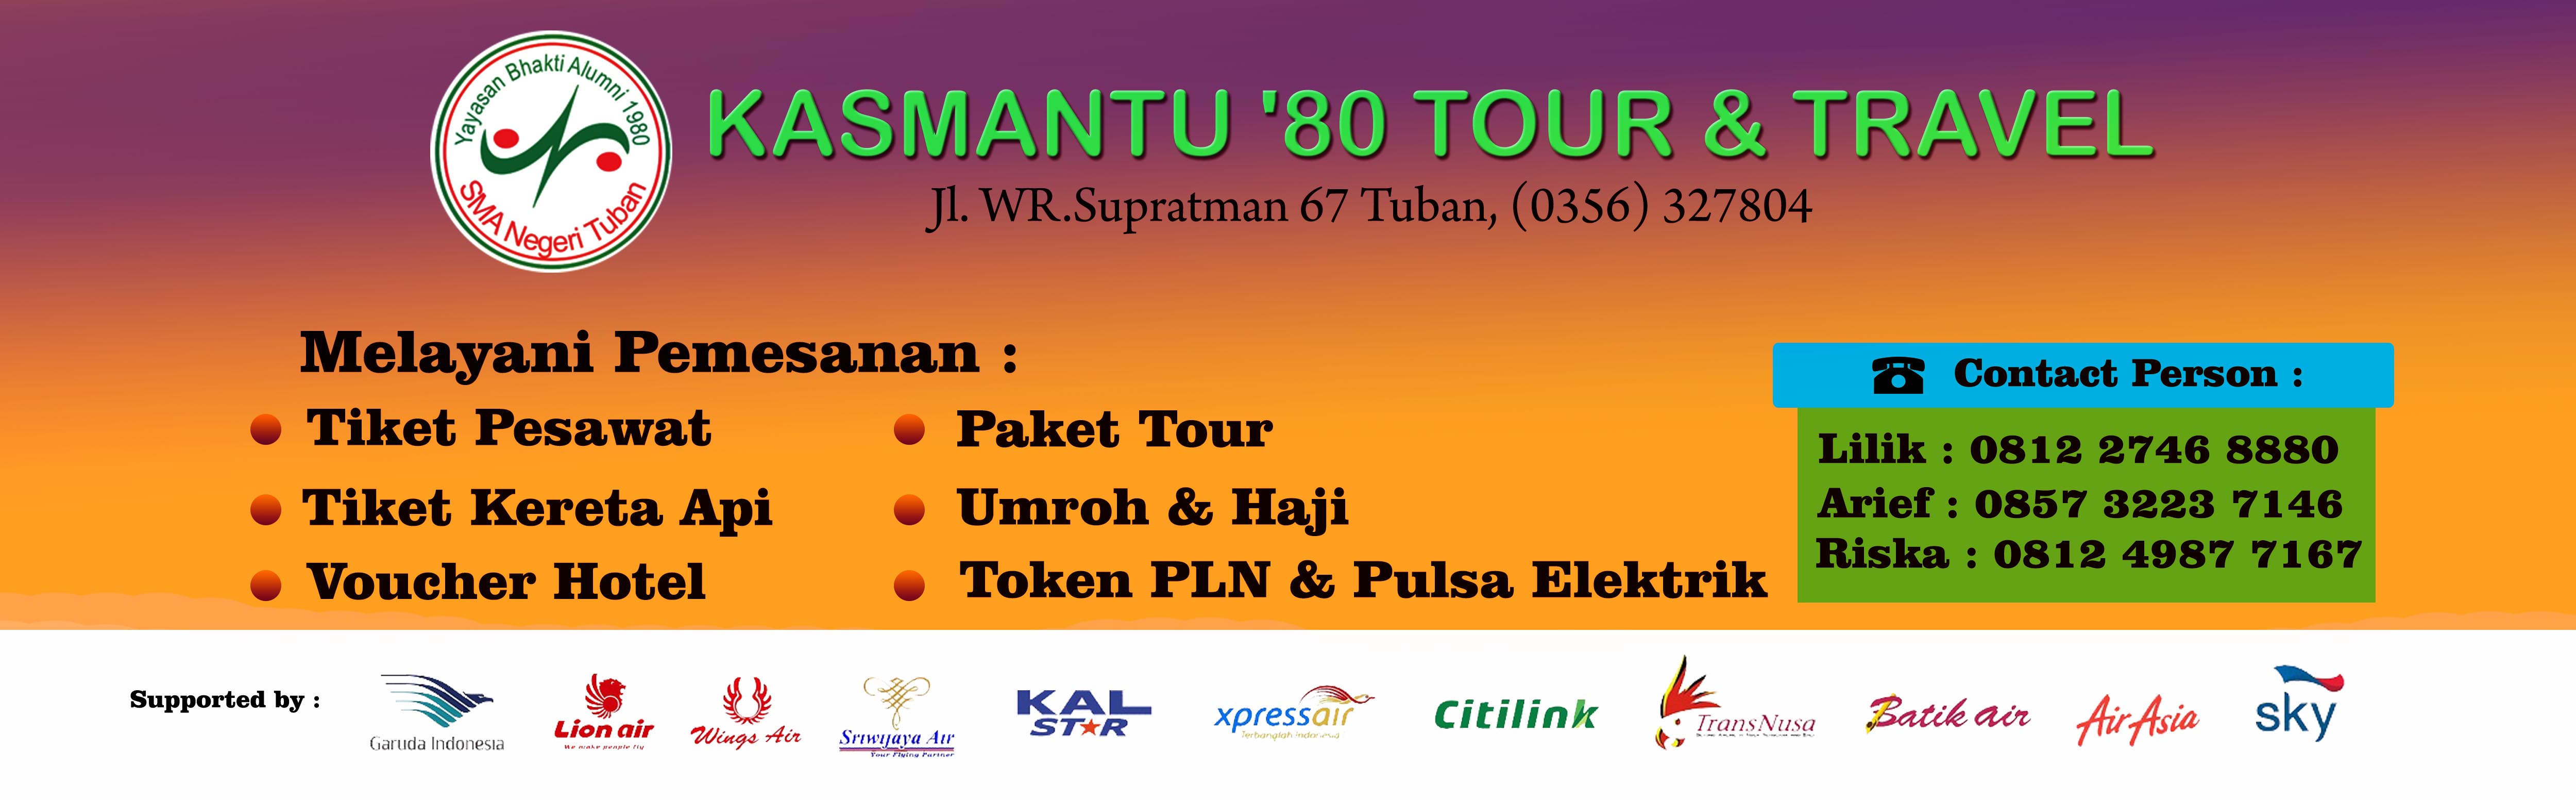 Yayasan Bhakti Alumni 1980
SMA Negeri Tuban
KASMANTU '80 TOUR & TRAVEL
Jl. WR.Supratman 67 Tuban, (0356) 327804
Melayani Pemesanan :
Tiket Pesawat
Tiket Kereta Api
Voucher Hotel
Paket Tour
Umroh & Haji
Token PLN & Pulsa Elektrik
Contact Person :
Lilik : 0812 2746 8880
Arief : 0857 3223 7146
Riska : 0812 4987 7167
Supported by :
Garuda Indonesia
Lion air
We make people fly
Wings Air
Sriwijaya Air
Your Flying Partner
KAL
STAR
xpressair
Terbanglah Indonesia
Citilink
TransNusa
Batik air
AirAsia
sky